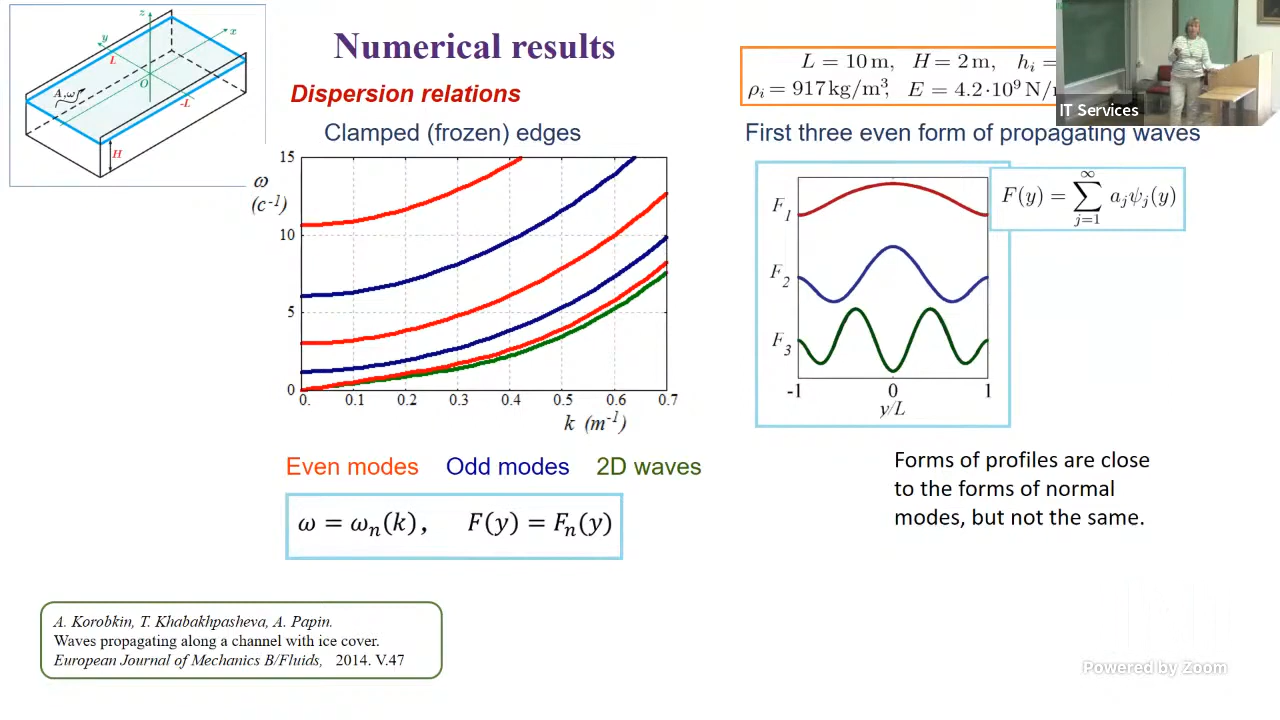 Numerical results
Dispersion relations
Clamped (frozen) edges
z
y
x
L
A,ω
O
-L
H
L = 10 m, H = 2 m, h_i =
ρ_i = 917 kg/m³, E = 4.2·10⁹ N/
IT Services
First three even form of propagating waves
15
ω
(c⁻¹)
10
5
0
0. 0.1 0.2 0.3 0.4 0.5 0.6 0.7
k (m⁻¹)
F₁
F₂
F₃
-1 0 1
y/L
F(y) = ∑_{j=1}^{∞} a_j ψ_j(y)
Even modes Odd modes 2D waves
ω = ωₙ(k), F(y) = Fₙ(y)
Forms of profiles are close
to the forms of normal
modes, but not the same.
A. Korobkin, T. Khabakhpasheva, A. Papin.
Waves propagating along a channel with ice cover.
European Journal of Mechanics B/Fluids, 2014. V.47
Powered by Zoom